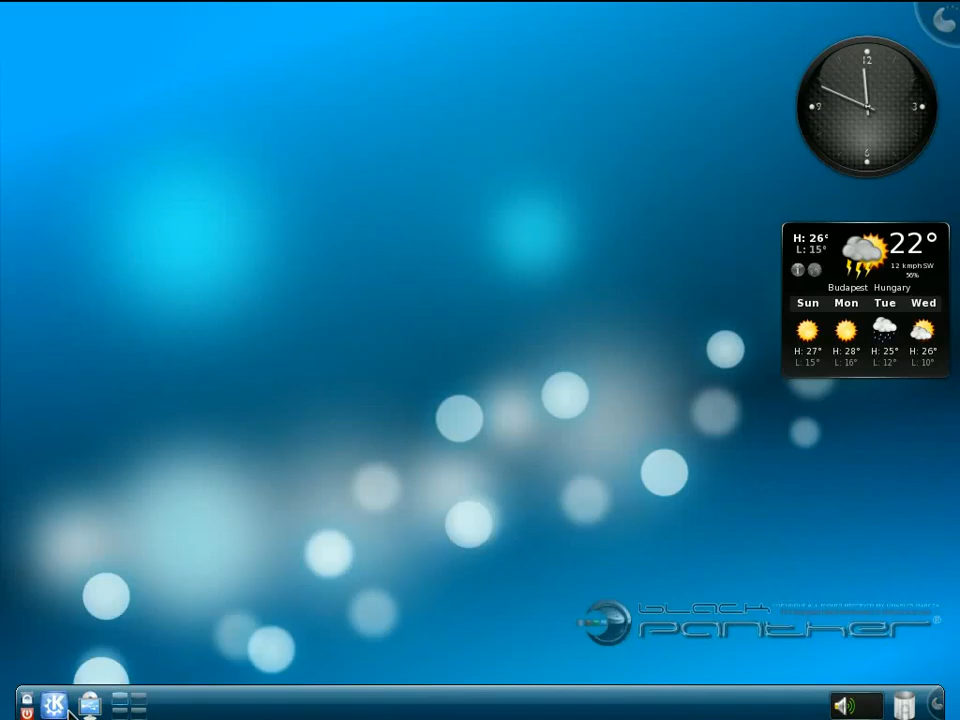 12
9
3
6
H: 26°
L: 15°
22°
12 kmph SW
56%
Budapest Hungary
Sun Mon Tue Wed
H: 27° H: 28° H: 25° H: 26°
L: 15° L: 16° L: 12° L: 10°
black
panther®